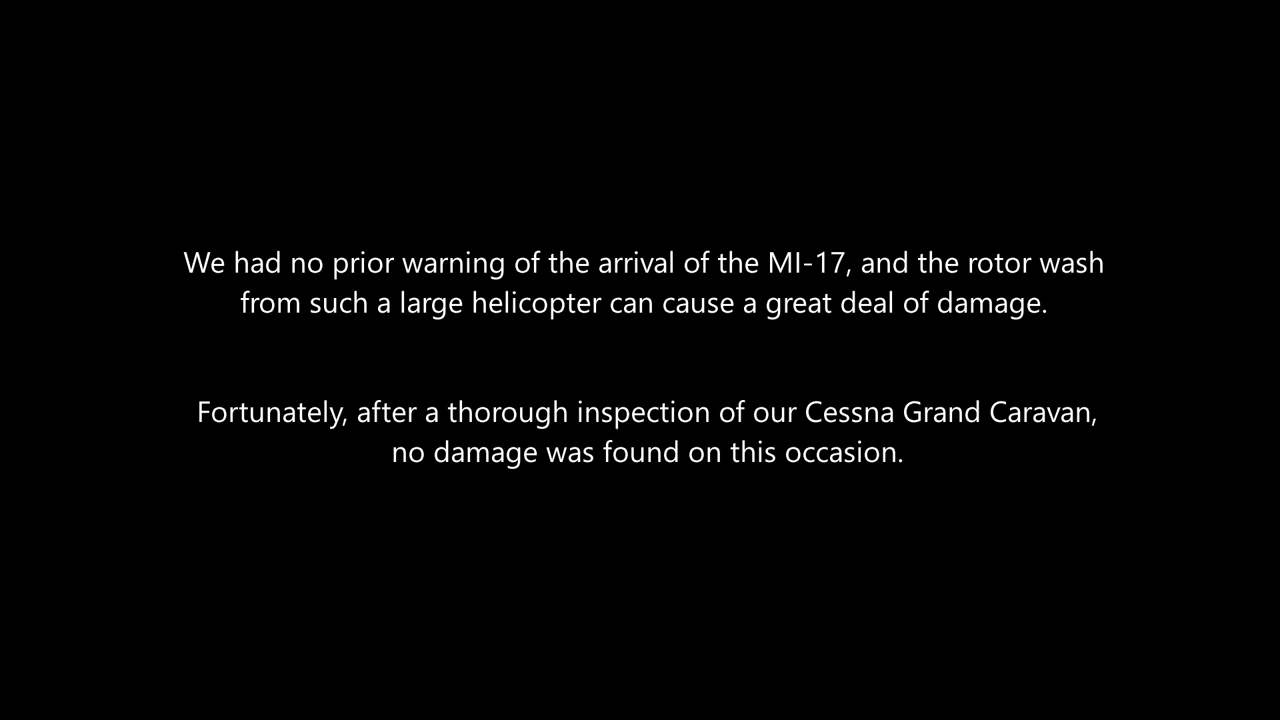 We had no prior warning of the arrival of the MI-17, and the rotor wash
from such a large helicopter can cause a great deal of damage.
Fortunately, after a thorough inspection of our Cessna Grand Caravan,
no damage was found on this occasion.